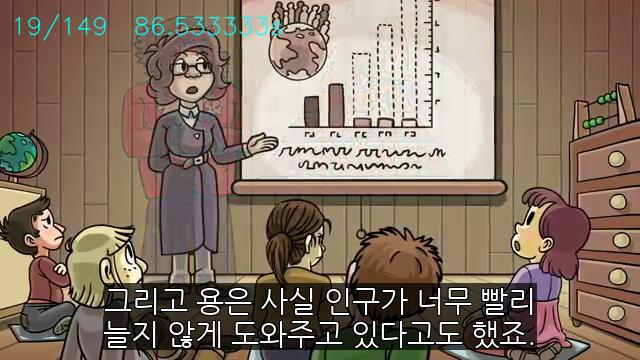 19/149 86.533333s
그리고 용은 사실 인구가 너무 빨리
늘지 않게 도와주고 있다고도 했죠.